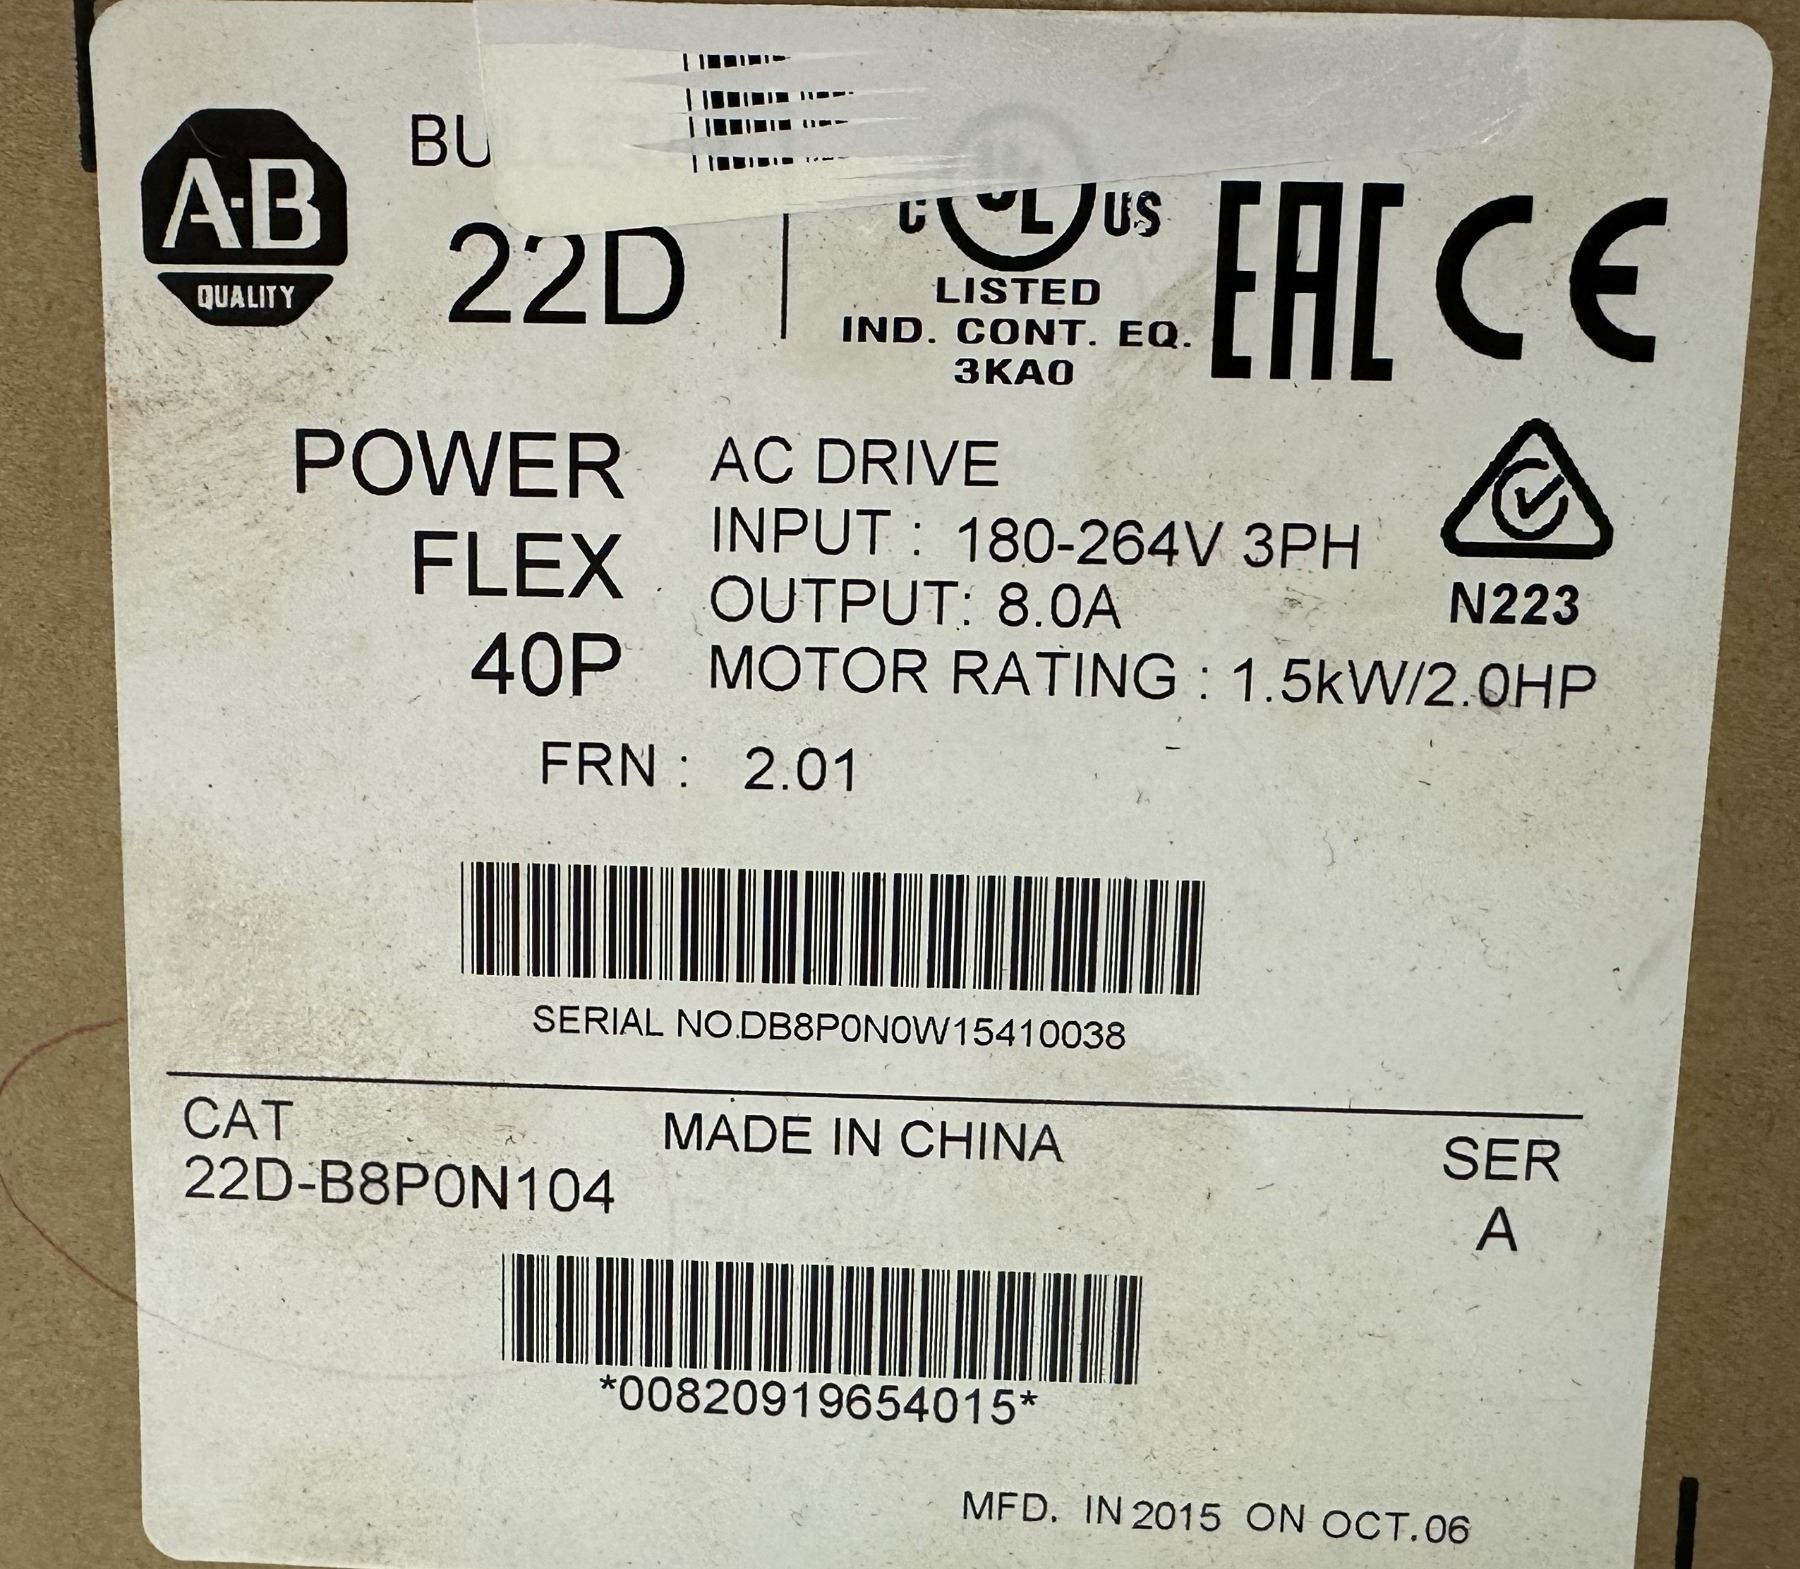 A-B
QUALITY
22D
C UL US
LISTED
IND. CONT. EQ.
3KA0
EAC CE
POWER
FLEX
40P
AC DRIVE
INPUT : 180-264V 3PH
OUTPUT: 8.0A
MOTOR RATING : 1.5kW/2.0HP
N223
FRN : 2.01
SERIAL NO.DB8P0N0W15410038
CAT
22D-B8P0N104
MADE IN CHINA
SER
A
*00820919654015*
MFD. IN 2015 ON OCT.06